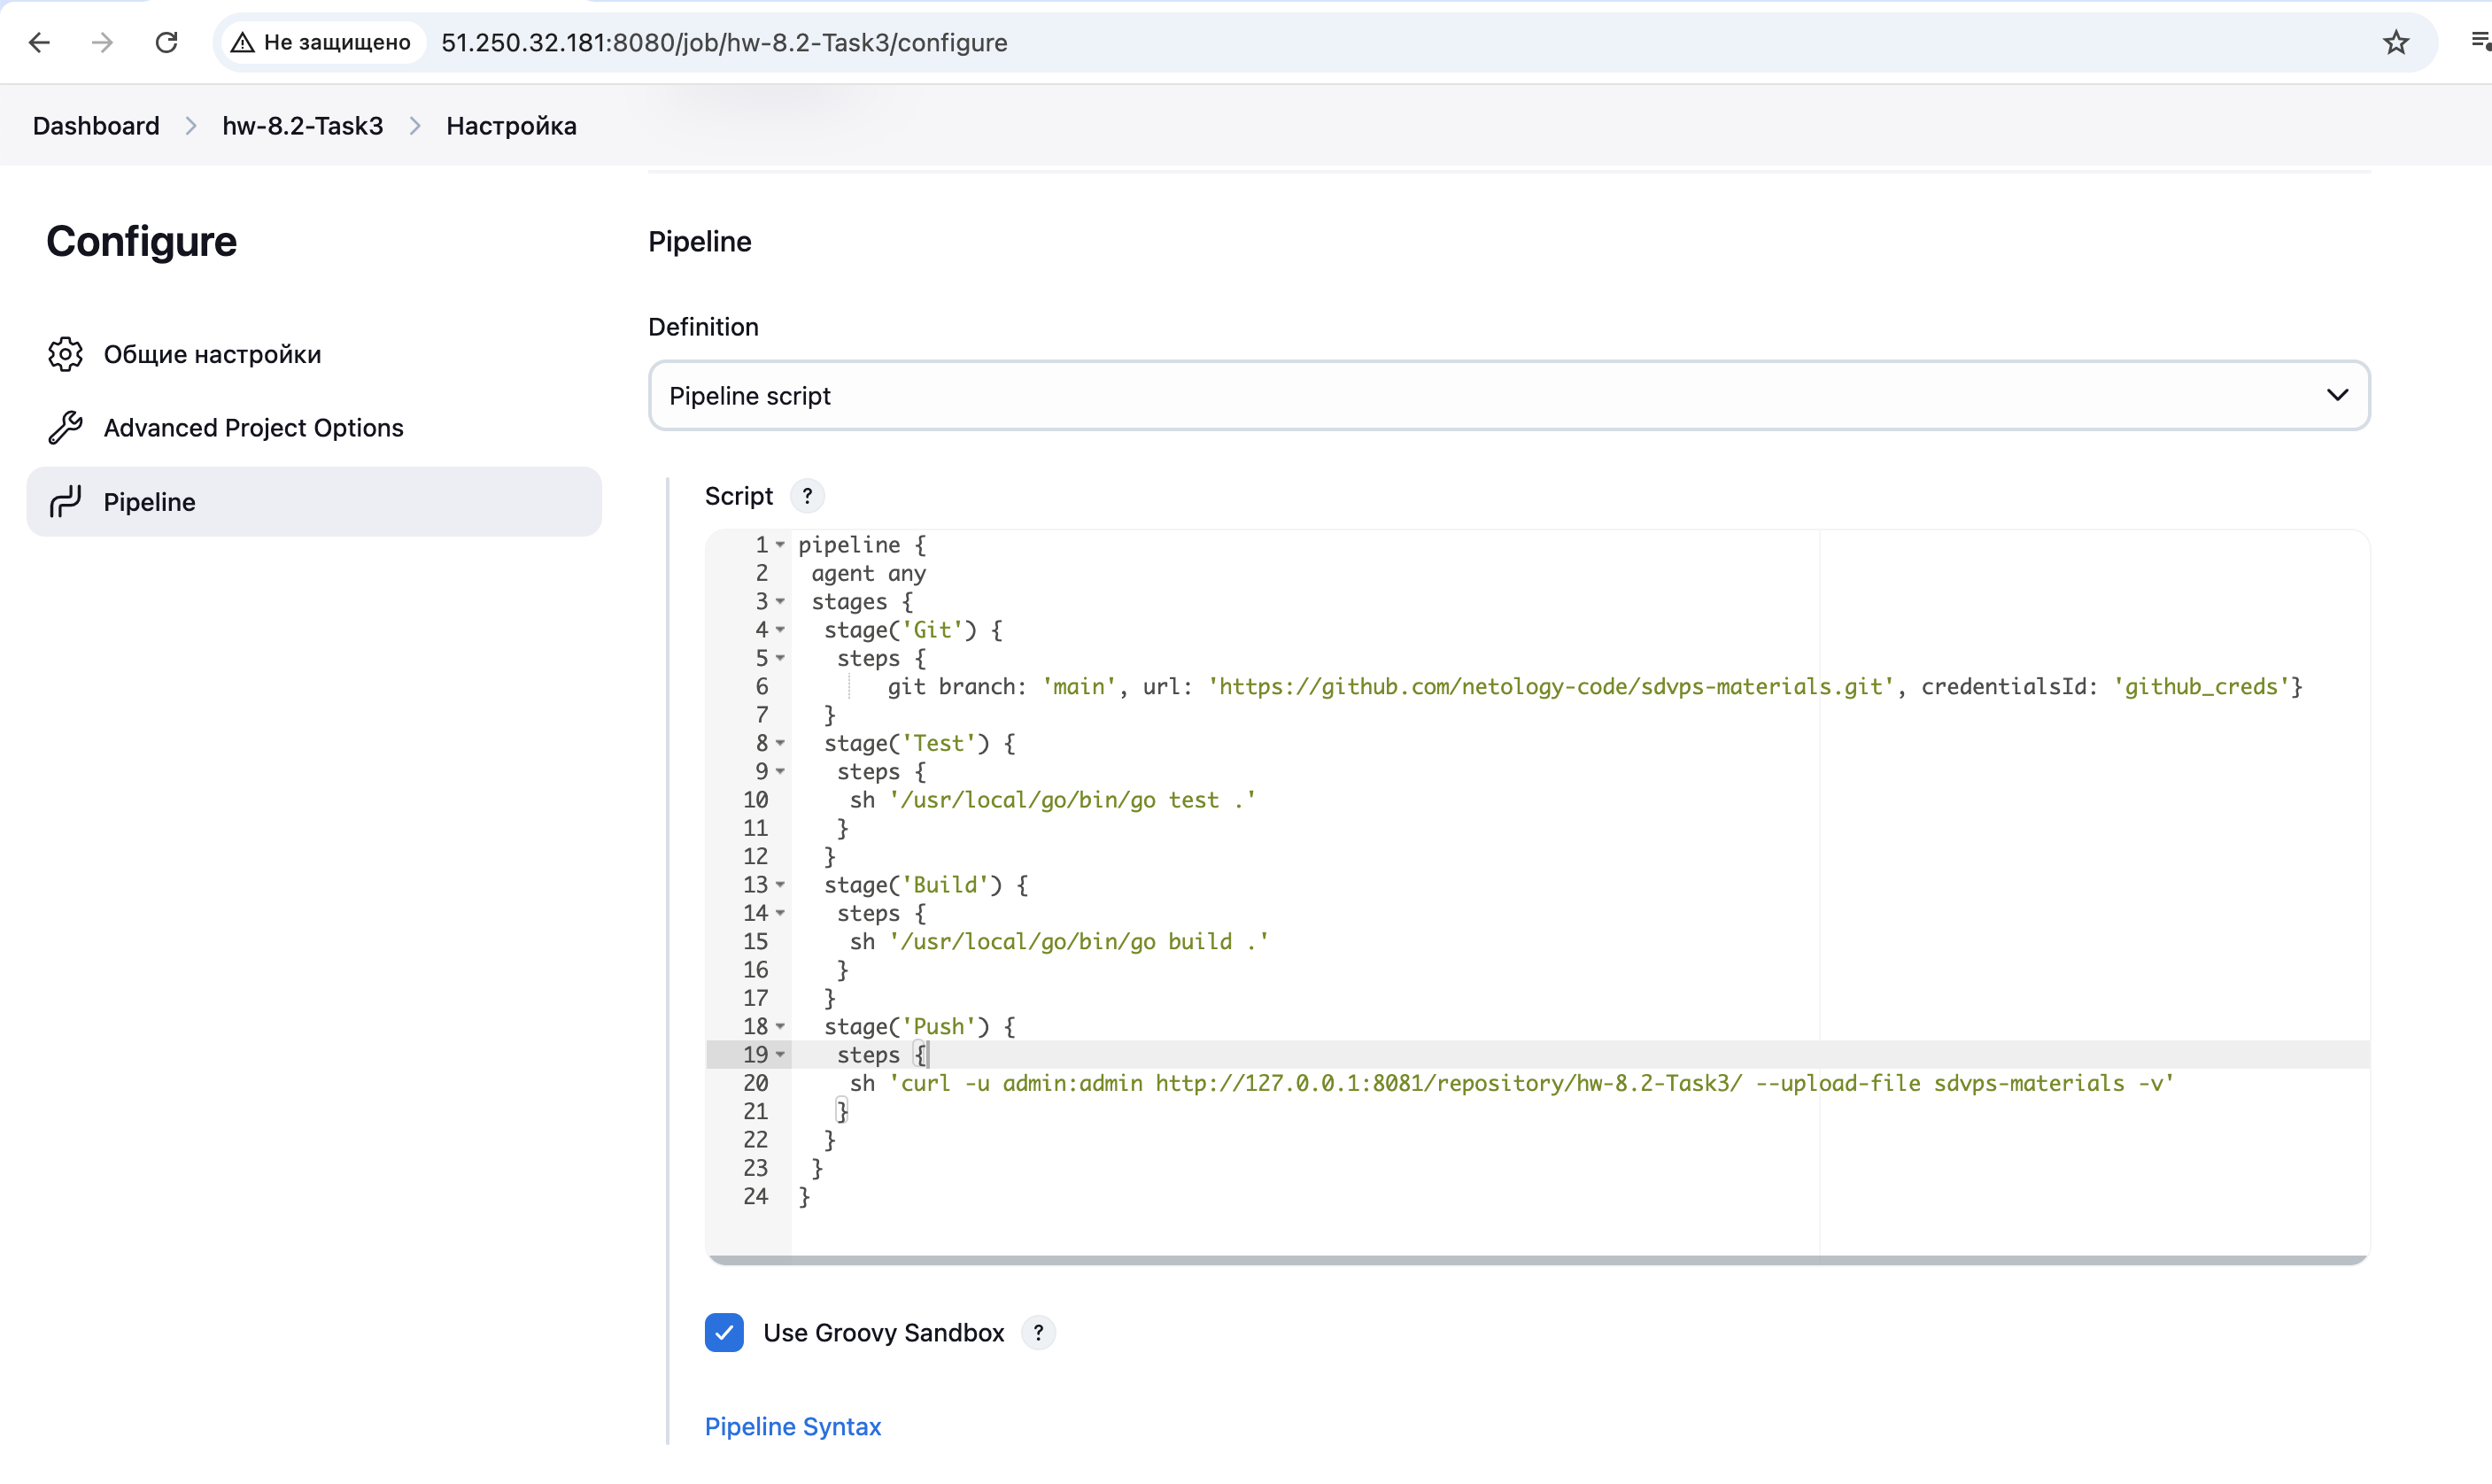 Не защищено 51.250.32.181:8080/job/hw-8.2-Task3/configure
Dashboard hw-8.2-Task3 Настройка
Configure
Общие настройки
Advanced Project Options
Pipeline
Pipeline
Definition
Pipeline script
Script ?
1 pipeline {
2  agent any
3  stages {
4   stage('Git') {
5    steps {
6        git branch: 'main', url: 'https://github.com/netology-code/sdvps-materials.git', credentialsId: 'github_creds'}
7   }
8   stage('Test') {
9    steps {
10     sh '/usr/local/go/bin/go test .'
11    }
12   }
13   stage('Build') {
14    steps {
15     sh '/usr/local/go/bin/go build .'
16    }
17   }
18   stage('Push') {
19    steps {
20     sh 'curl -u admin:admin http://127.0.0.1:8081/repository/hw-8.2-Task3/ --upload-file sdvps-materials -v'
21    }
22   }
23  }
24 }
Use Groovy Sandbox ?
Pipeline Syntax